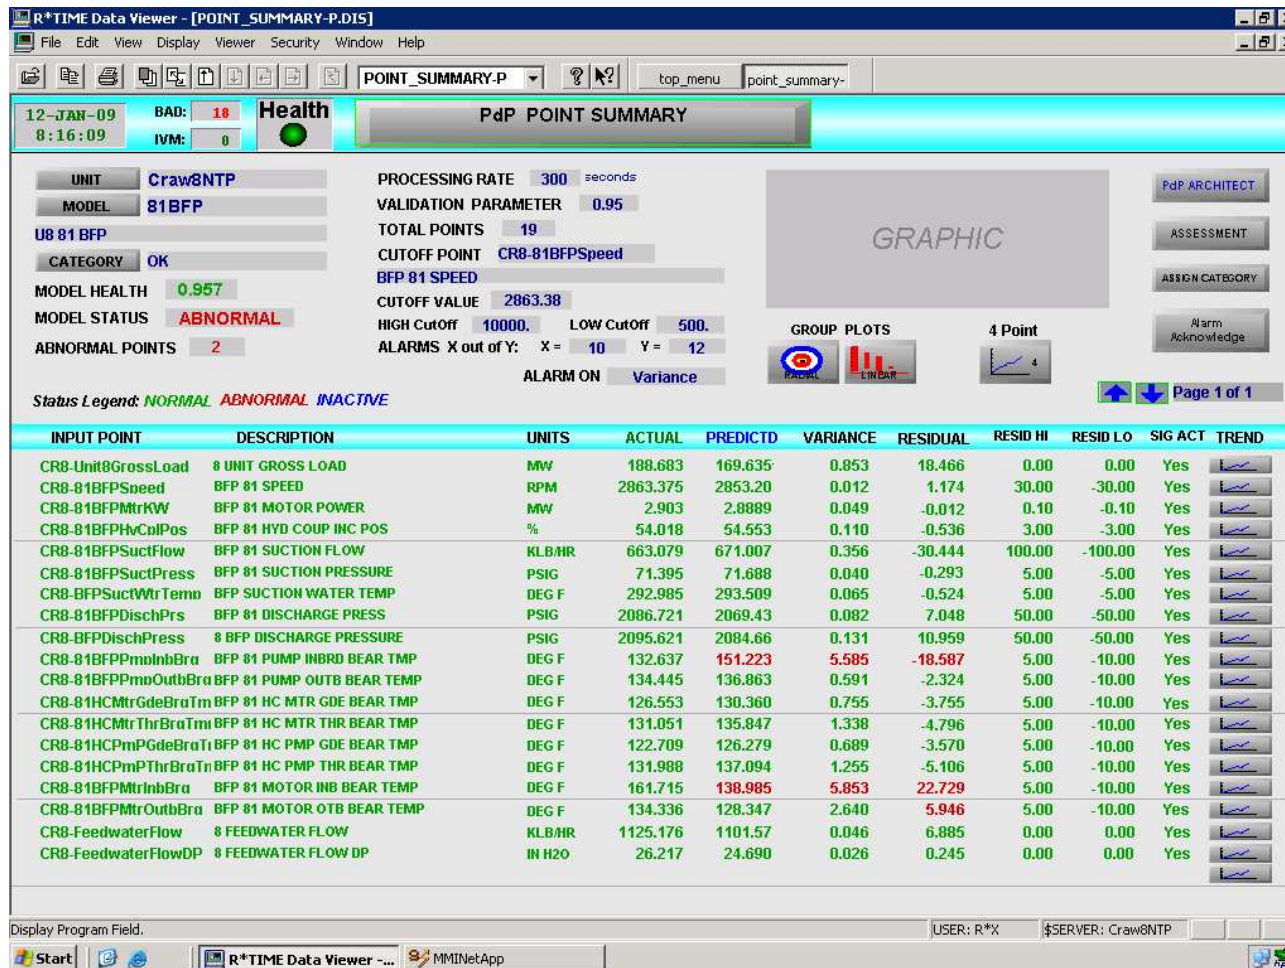 R*TIME Data Viewer - [POINT_SUMMARY-P.DIS]
File Edit View Display Viewer Security Window Help
POINT_SUMMARY-P top_menu point_summary-
12-JAN-09 BAD: 18 Health PdP POINT SUMMARY
8:16:09 IVM: 0
UNIT Craw8NTP PROCESSING RATE 300 seconds PdP ARCHITECT
MODEL 81BFP VALIDATION PARAMETER 0.95
U8 81 BFP TOTAL POINTS 19 GRAPHIC ASSESSMENT
CATEGORY OK CUTOFF POINT CR8-81BFPSpeed
BFP 81 SPEED ASSIGN CATEGORY
MODEL HEALTH 0.957 CUTOFF VALUE 2863.38
MODEL STATUS ABNORMAL HIGH CutOff 10000. LOW CutOff 500. GROUP PLOTS 4 Point Alarm Acknowledge
ABNORMAL POINTS 2 ALARMS X out of Y: X = 10 Y = 12 RADIAL LINEAR 4
ALARM ON Variance
Status Legend: NORMAL ABNORMAL INACTIVE Page 1 of 1
INPUT POINT DESCRIPTION UNITS ACTUAL PREDICTD VARIANCE RESIDUAL RESID HI RESID LO SIG ACT TREND
CR8-Unit8GrossLoad 8 UNIT GROSS LOAD MW 188.683 169.635 0.853 18.466 0.00 0.00 Yes
CR8-81BFPSpeed BFP 81 SPEED RPM 2863.375 2853.20 0.012 1.174 30.00 -30.00 Yes
CR8-81BFPMtrKW BFP 81 MOTOR POWER MW 2.903 2.8889 0.049 -0.012 0.10 -0.10 Yes
CR8-81BFPHyCplPos BFP 81 HYD COUP INC POS % 54.018 54.553 0.110 -0.536 3.00 -3.00 Yes
CR8-81BFPSuctFlow BFP 81 SUCTION FLOW KLB/HR 663.079 671.007 0.356 -30.444 100.00 -100.00 Yes
CR8-81BFPSuctPress BFP 81 SUCTION PRESSURE PSIG 71.395 71.688 0.040 -0.293 5.00 -5.00 Yes
CR8-BFPSuctWtrTemp BFP SUCTION WATER TEMP DEG F 292.985 293.509 0.065 -0.524 5.00 -5.00 Yes
CR8-81BFPDischPrs BFP 81 DISCHARGE PRESS PSIG 2086.721 2069.43 0.082 7.048 50.00 -50.00 Yes
CR8-BFPDischPress 8 BFP DISCHARGE PRESSURE PSIG 2095.621 2084.66 0.131 10.959 50.00 -50.00 Yes
CR8-81BFPPmpInbBrg BFP 81 PUMP INBRD BEAR TMP DEG F 132.637 151.223 5.585 -18.587 5.00 -10.00 Yes
CR8-81BFPPmpOutbBrg BFP 81 PUMP OUTB BEAR TEMP DEG F 134.445 136.863 0.591 -2.324 5.00 -10.00 Yes
CR8-81HCMtrGdeBrgTm BFP 81 HC MTR GDE BEAR TMP DEG F 126.553 130.360 0.755 -3.755 5.00 -10.00 Yes
CR8-81HCMtrThrBrgTm BFP 81 HC MTR THR BEAR TMP DEG F 131.051 135.847 1.338 -4.796 5.00 -10.00 Yes
CR8-81HCPmPGdeBrgT BFP 81 HC PMP GDE BEAR TMP DEG F 122.709 126.279 0.689 -3.570 5.00 -10.00 Yes
CR8-81HCPmPThrBrgT BFP 81 HC PMP THR BEAR TMP DEG F 131.988 137.094 1.255 -5.106 5.00 -10.00 Yes
CR8-81BFPMtrInbBrg BFP 81 MOTOR INB BEAR TEMP DEG F 161.715 138.985 5.853 22.729 5.00 -10.00 Yes
CR8-81BFPMtrOutbBrg BFP 81 MOTOR OTB BEAR TEMP DEG F 134.336 128.347 2.640 5.946 5.00 -10.00 Yes
CR8-FeedwaterFlow 8 FEEDWATER FLOW KLB/HR 1125.176 1101.57 0.046 6.885 0.00 0.00 Yes
CR8-FeedwaterFlowDP 8 FEEDWATER FLOW DP IN H2O 26.217 24.690 0.026 0.245 0.00 0.00 Yes
Display Program Field. USER: R*X $SERVER: Craw8NTP
Start R*TIME Data Viewer -... MMINetApp